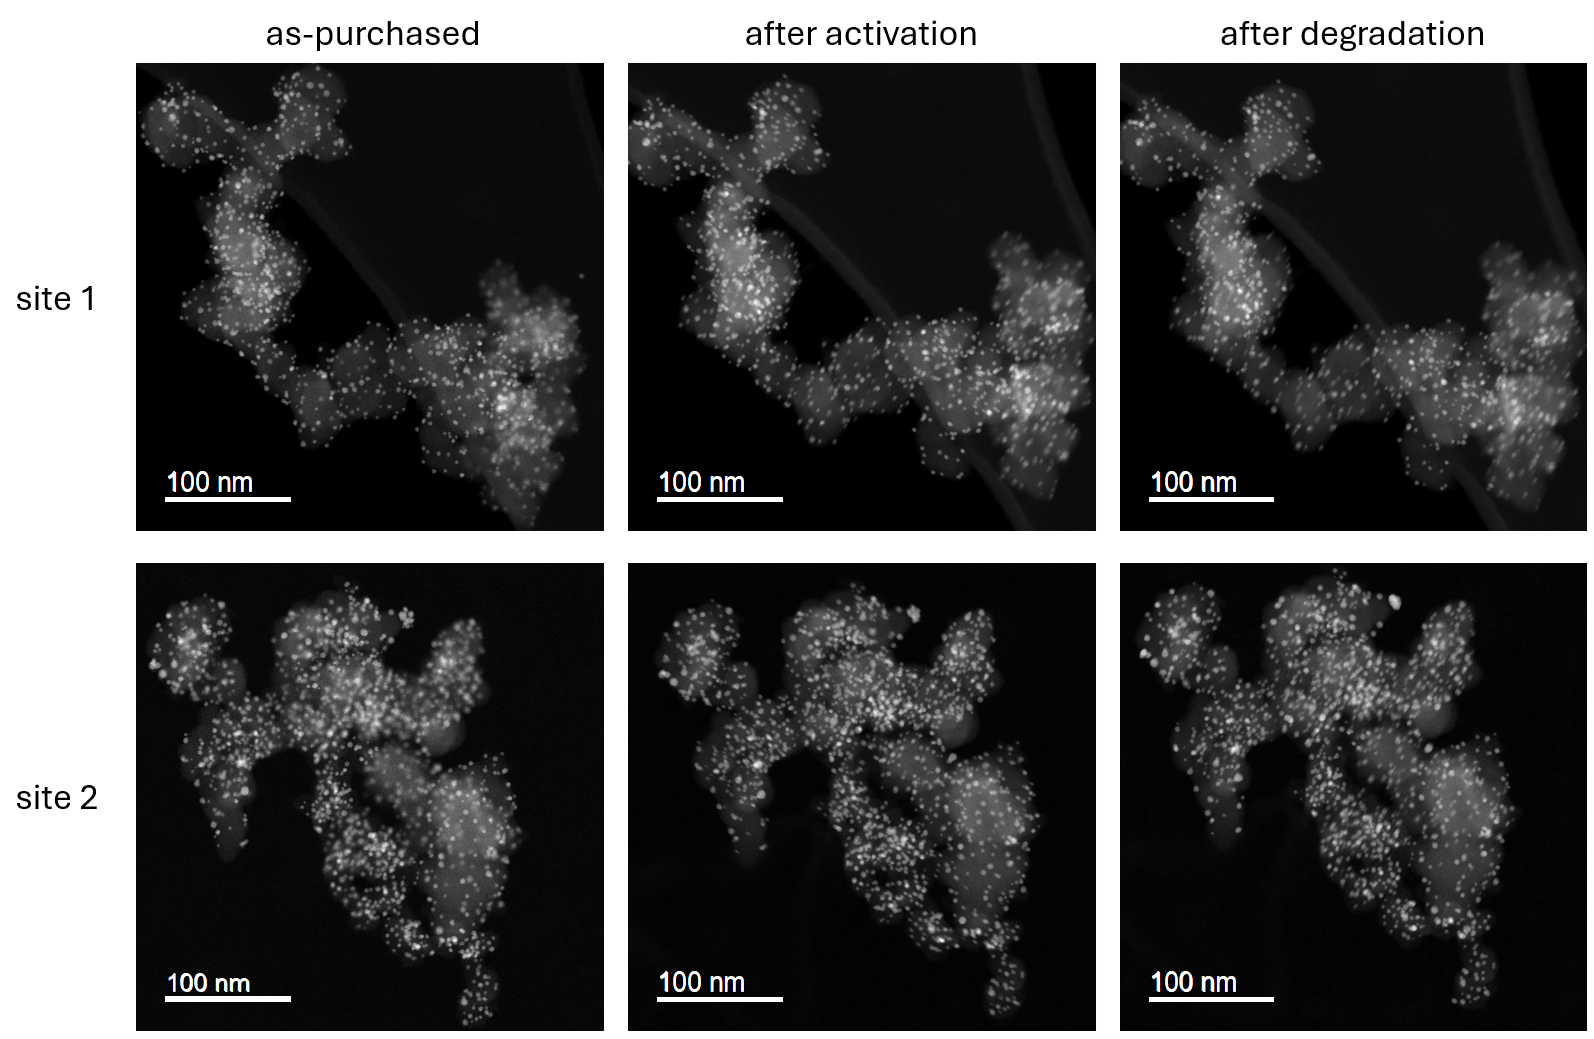 as-purchased
after activation
after degradation
site 1
100 nm
100 nm
100 nm
site 2
100 nm
100 nm
100 nm